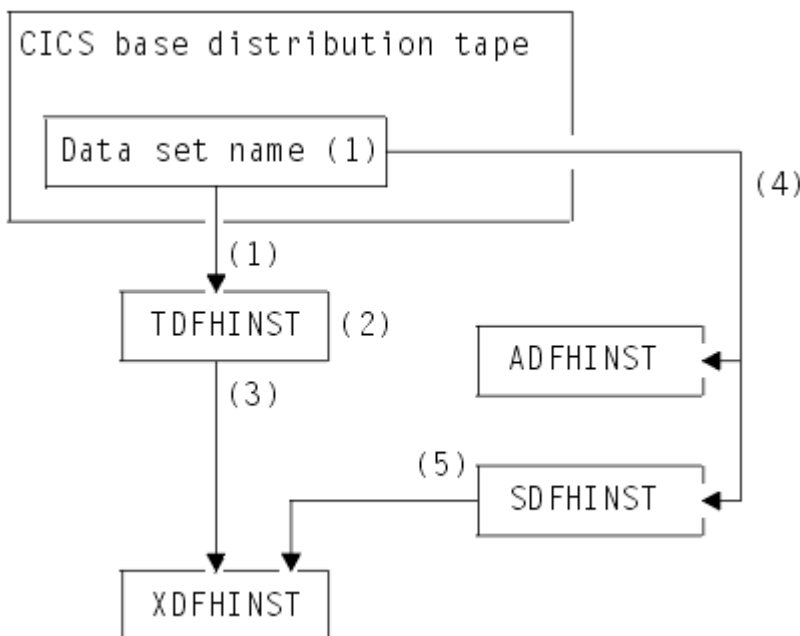 CICS base distribution tape
Data set name (1)
(4)
(1)
TDFHINST
(2)
ADFHINST
(3)
(5)
SDFHINST
XDFHINST